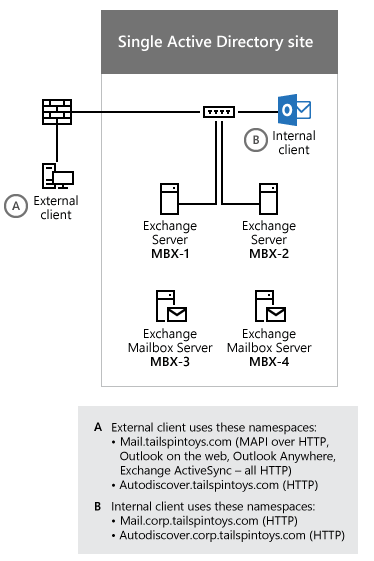 Single Active Directory site
B
Internal
client
A
External
client
Exchange
Server
MBX-1
Exchange
Server
MBX-2
Exchange
Mailbox Server
MBX-3
Exchange
Mailbox Server
MBX-4
A External client uses these namespaces:
• Mail.tailspintoys.com (MAPI over HTTP,
Outlook on the web, Outlook Anywhere,
Exchange ActiveSync – all HTTP)
• Autodiscover.tailspintoys.com (HTTP)
B Internal client uses these namespaces:
• Mail.corp.tailspintoys.com (HTTP)
• Autodiscover.corp.tailspintoys.com (HTTP)